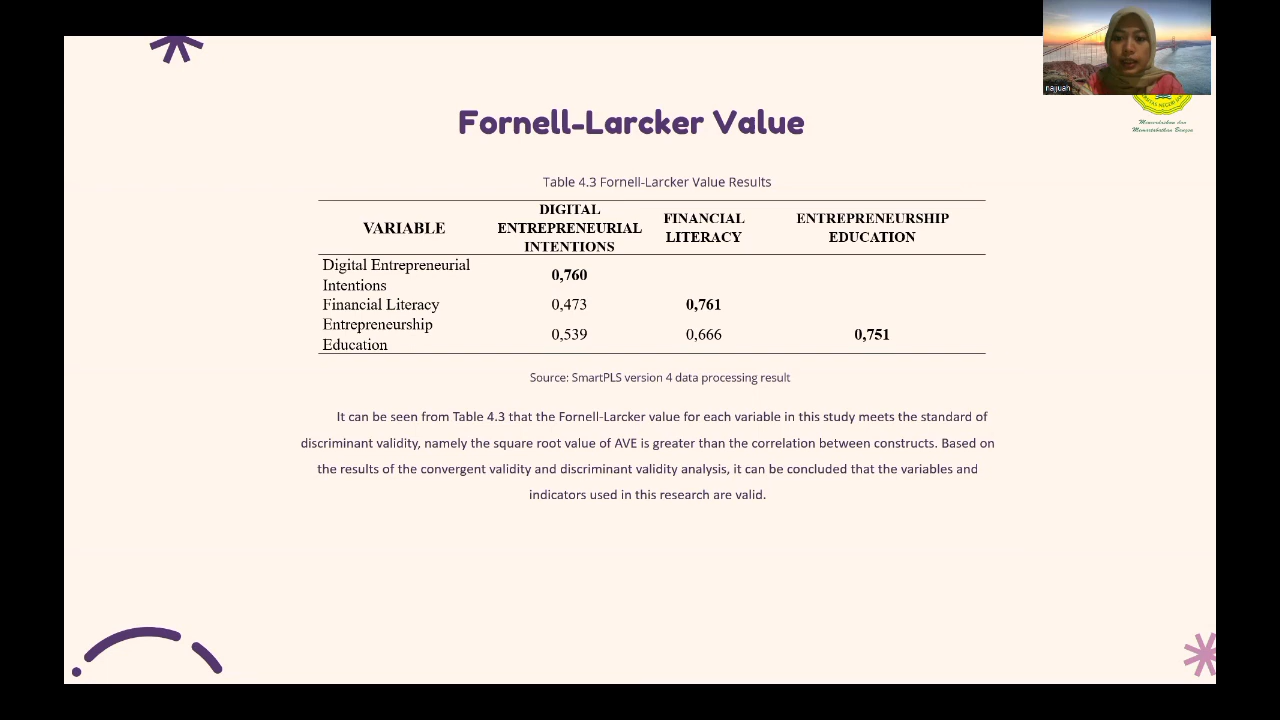 najjuah
Memerdaskan dan
Memartabatkan Bangsa
Fornell-Larcker Value
Table 4.3 Fornell-Larcker Value Results
VARIABLE
DIGITAL
ENTREPRENEURIAL
INTENTIONS
FINANCIAL
LITERACY
ENTREPRENEURSHIP
EDUCATION
Digital Entrepreneurial
Intentions
0,760
Financial Literacy
0,473
0,761
Entrepreneurship
Education
0,539
0,666
0,751
Source: SmartPLS version 4 data processing result
It can be seen from Table 4.3 that the Fornell-Larcker value for each variable in this study meets the standard of
discriminant validity, namely the square root value of AVE is greater than the correlation between constructs. Based on
the results of the convergent validity and discriminant validity analysis, it can be concluded that the variables and
indicators used in this research are valid.